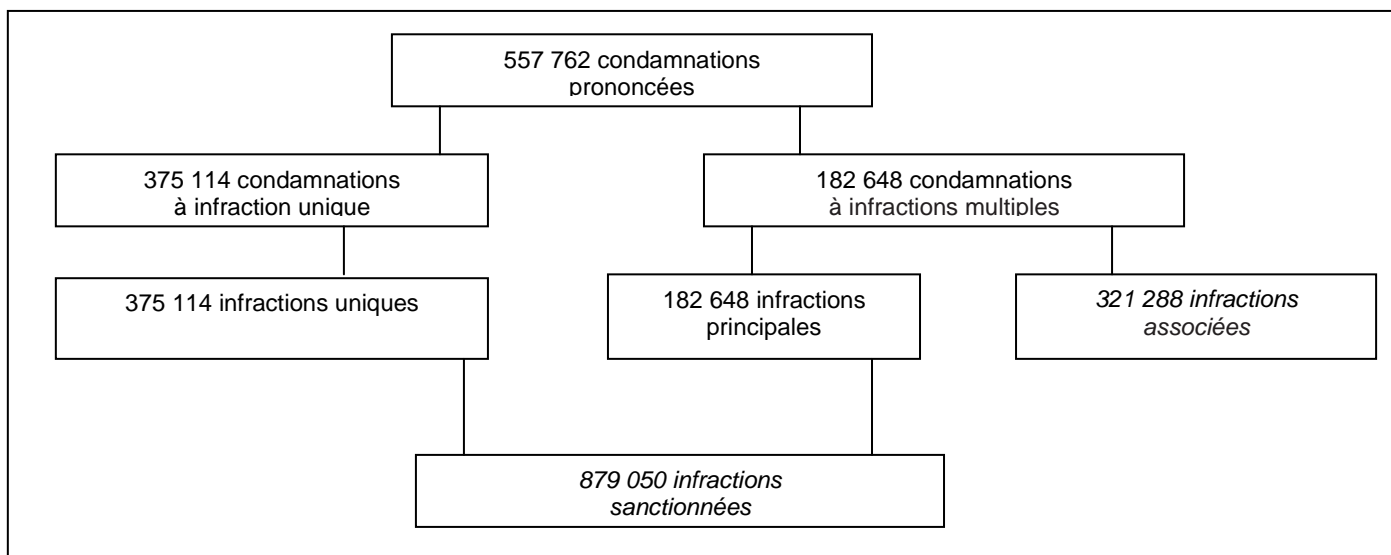 557 762 condamnations
prononcées
375 114 condamnations
à infraction unique
182 648 condamnations
à infractions multiples
375 114 infractions uniques
182 648 infractions
principales
321 288 infractions
associées
879 050 infractions
sanctionnées